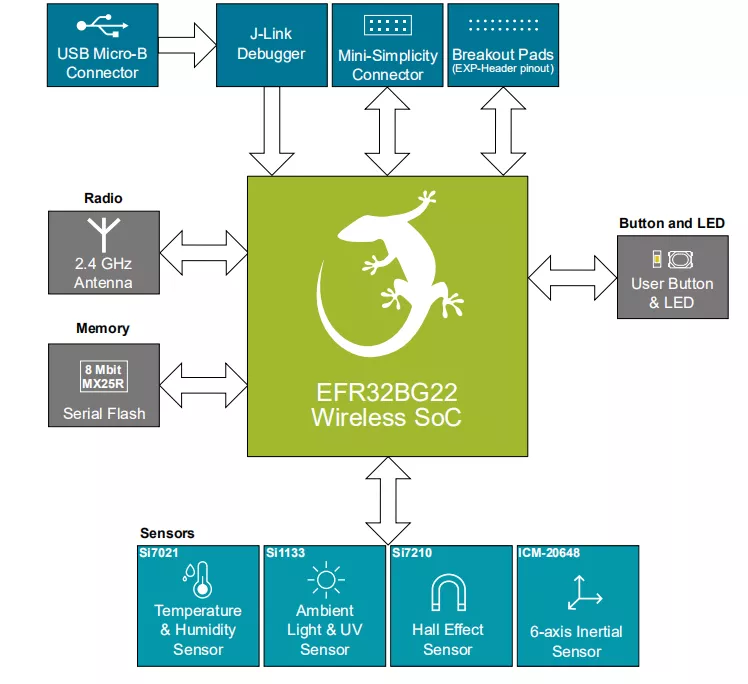 USB Micro-B
Connector
J-Link
Debugger
Mini-Simplicity
Connector
Breakout Pads
(EXP-Header pinout)
Radio
2.4 GHz
Antenna
Button and LED
User Button
& LED
Memory
8 Mbit
MX25R
Serial Flash
EFR32BG22
Wireless SoC
Sensors
Si7021
Temperature
& Humidity
Sensor
Si1133
Ambient
Light & UV
Sensor
Si7210
Hall Effect
Sensor
ICM-20648
6-axis Inertial
Sensor